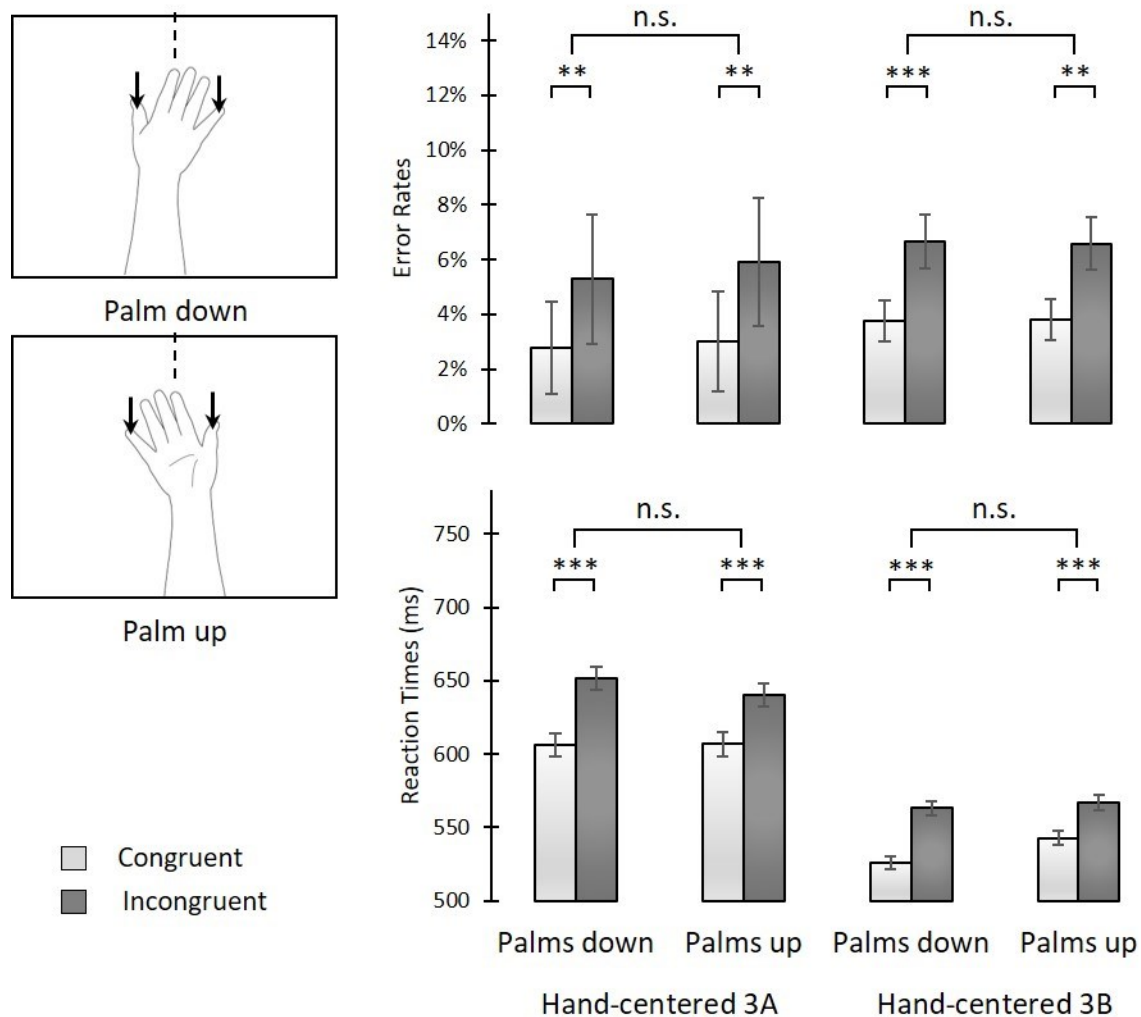 Palm down
Palm up
Congruent
Incongruent
n.s.
n.s.
14%
**
**
***
**
12%
10%
Error Rates
8%
6%
4%
2%
0%
n.s.
n.s.
750
***
***
***
***
700
Reaction Times (ms)
650
600
550
500
Palms down
Palms up
Palms down
Palms up
Hand-centered 3A
Hand-centered 3B